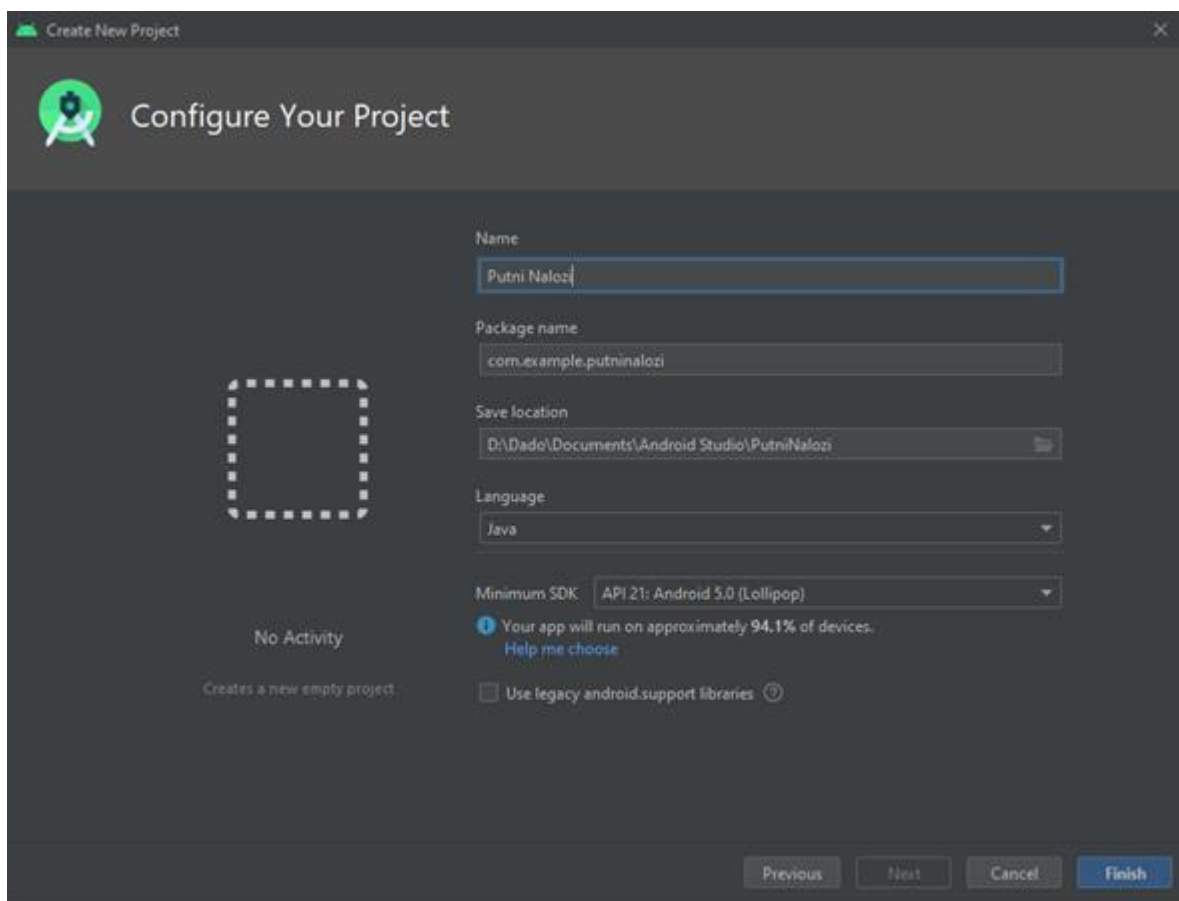 Create New Project
Configure Your Project
Name
Putni Nalozi
Package name
com.example.putninalozi
Save location
D:\Dado\Documents\Android Studio\PutniNalozi
Language
Java
Minimum SDK API 21: Android 5.0 (Lollipop)
Your app will run on approximately 94.1% of devices.
Help me choose
No Activity
Creates a new empty project
Use legacy android.support libraries
Previous Next Cancel Finish